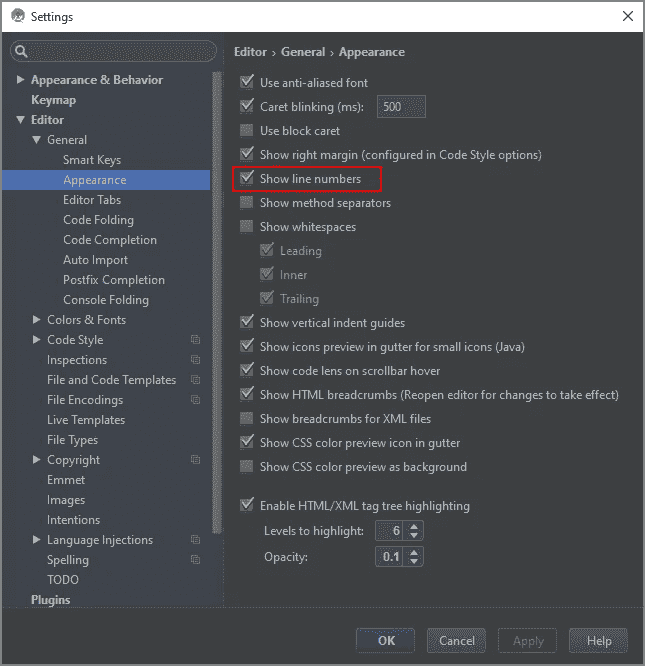 Settings
Appearance & Behavior
Keymap
Editor
General
Smart Keys
Appearance
Editor Tabs
Code Folding
Code Completion
Auto Import
Postfix Completion
Console Folding
Colors & Fonts
Code Style
Inspections
File and Code Templates
File Encodings
Live Templates
File Types
Copyright
Emmet
Images
Intentions
Language Injections
Spelling
TODO
Plugins
Editor › General › Appearance
Use anti-aliased font
Caret blinking (ms): 500
Use block caret
Show right margin (configured in Code Style options)
Show line numbers
Show method separators
Show whitespaces
Leading
Inner
Trailing
Show vertical indent guides
Show icons preview in gutter for small icons (Java)
Show code lens on scrollbar hover
Show HTML breadcrumbs (Reopen editor for changes to take effect)
Show breadcrumbs for XML files
Show CSS color preview icon in gutter
Show CSS color preview as background
Enable HTML/XML tag tree highlighting
Levels to highlight: 6
Opacity: 0.1
OK Cancel Apply Help